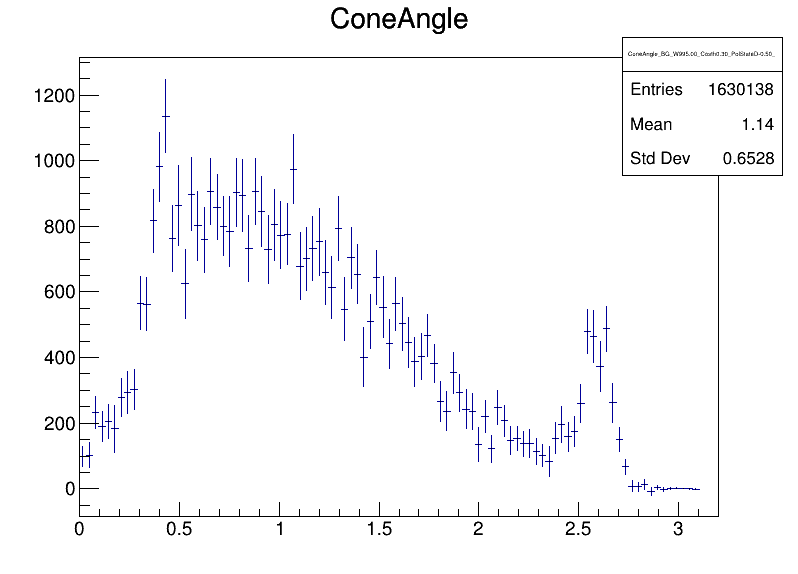 ConeAngle
ConeAngle_BG_W995.00_Costh0.30_PolStateD-0.50_
Entries 1630138
Mean 1.14
Std Dev 0.6528
1200
1000
800
600
400
200
0
0 0.5 1 1.5 2 2.5 3